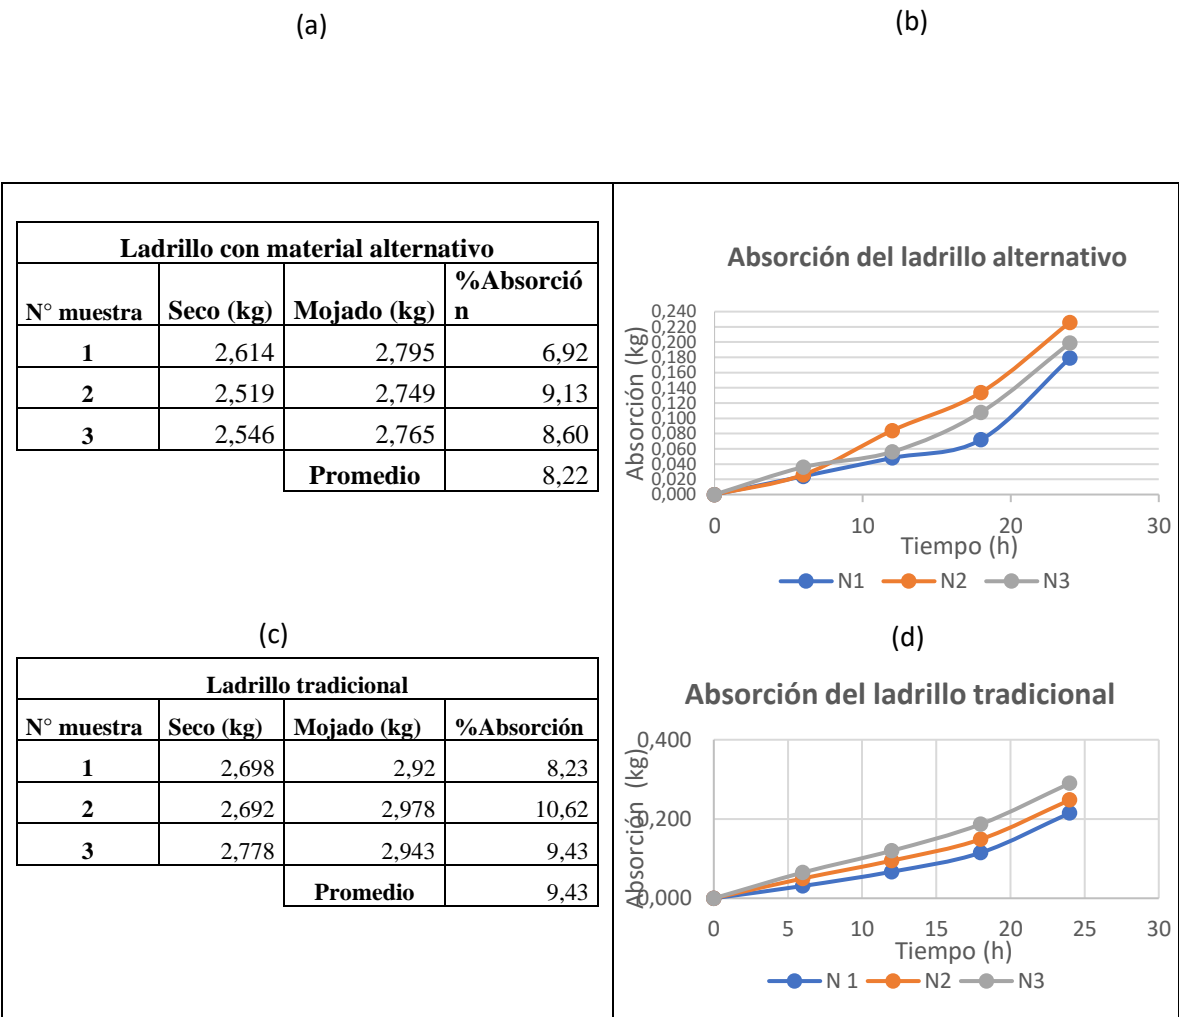 (a)
(b)
Ladrillo con material alternativo
N° muestra Seco (kg) Mojado (kg) %Absorció
n
1 2,614 2,795 6,92
2 2,519 2,749 9,13
3 2,546 2,765 8,60
Promedio 8,22
Absorción del ladrillo alternativo
Absorción (kg)
0,240
0,220
0,200
0,180
0,160
0,140
0,120
0,100
0,080
0,060
0,040
0,020
0,000
0 10 20 30
Tiempo (h)
N1 N2 N3
(c)
Ladrillo tradicional
N° muestra Seco (kg) Mojado (kg) %Absorción
1 2,698 2,92 8,23
2 2,692 2,978 10,62
3 2,778 2,943 9,43
Promedio 9,43
(d)
Absorción del ladrillo tradicional
Absorción (kg)
0,400
0,200
0,000
0 5 10 15 20 25 30
Tiempo (h)
N 1 N2 N3